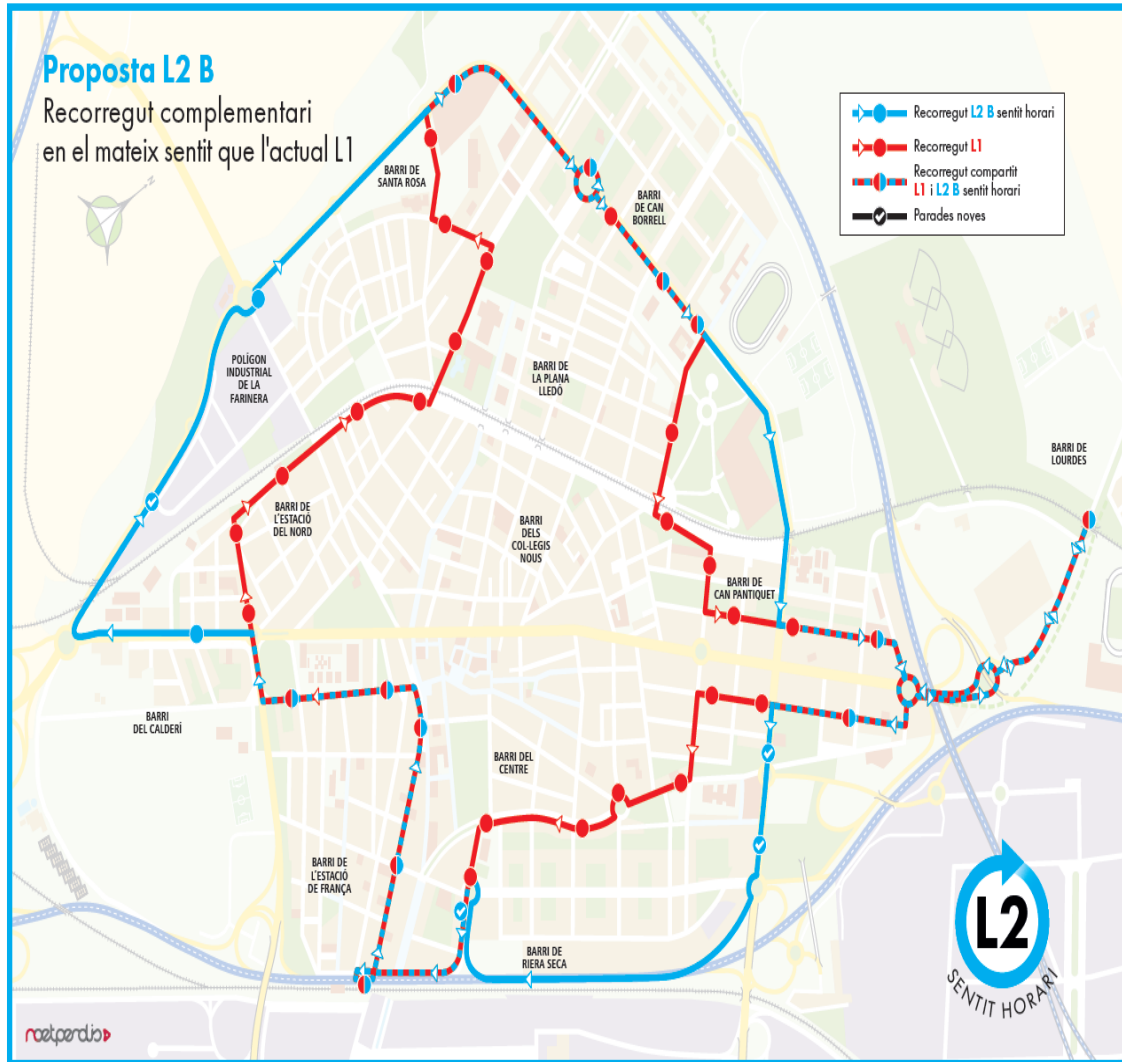 Proposta L2 B
Recorregut complementari
en el mateix sentit que l'actual L1
Recorregut L2 B sentit horari
Recorregut L1
Recorregut compartit
L1 i L2 B sentit horari
Parades noves
N
BARRI DE
SANTA ROSA
BARRI
DE CAN
BORRELL
POLÍGON
INDUSTRIAL
DE LA
FARINERA
BARRI DE
LA PLANA
LLEDÓ
BARRI DE
LOURDES
BARRI DE
L'ESTACIÓ
DEL NORD
BARRI
DELS
COL·LEGIS
NOUS
BARRI DE
CAN PANTIQUET
BARRI
DEL CALDERÍ
BARRI DEL
CENTRE
BARRI DE
L'ESTACIÓ
DE FRANÇA
BARRI DE
RIERA SECA
L2
SENTIT HORARI
noetperdis